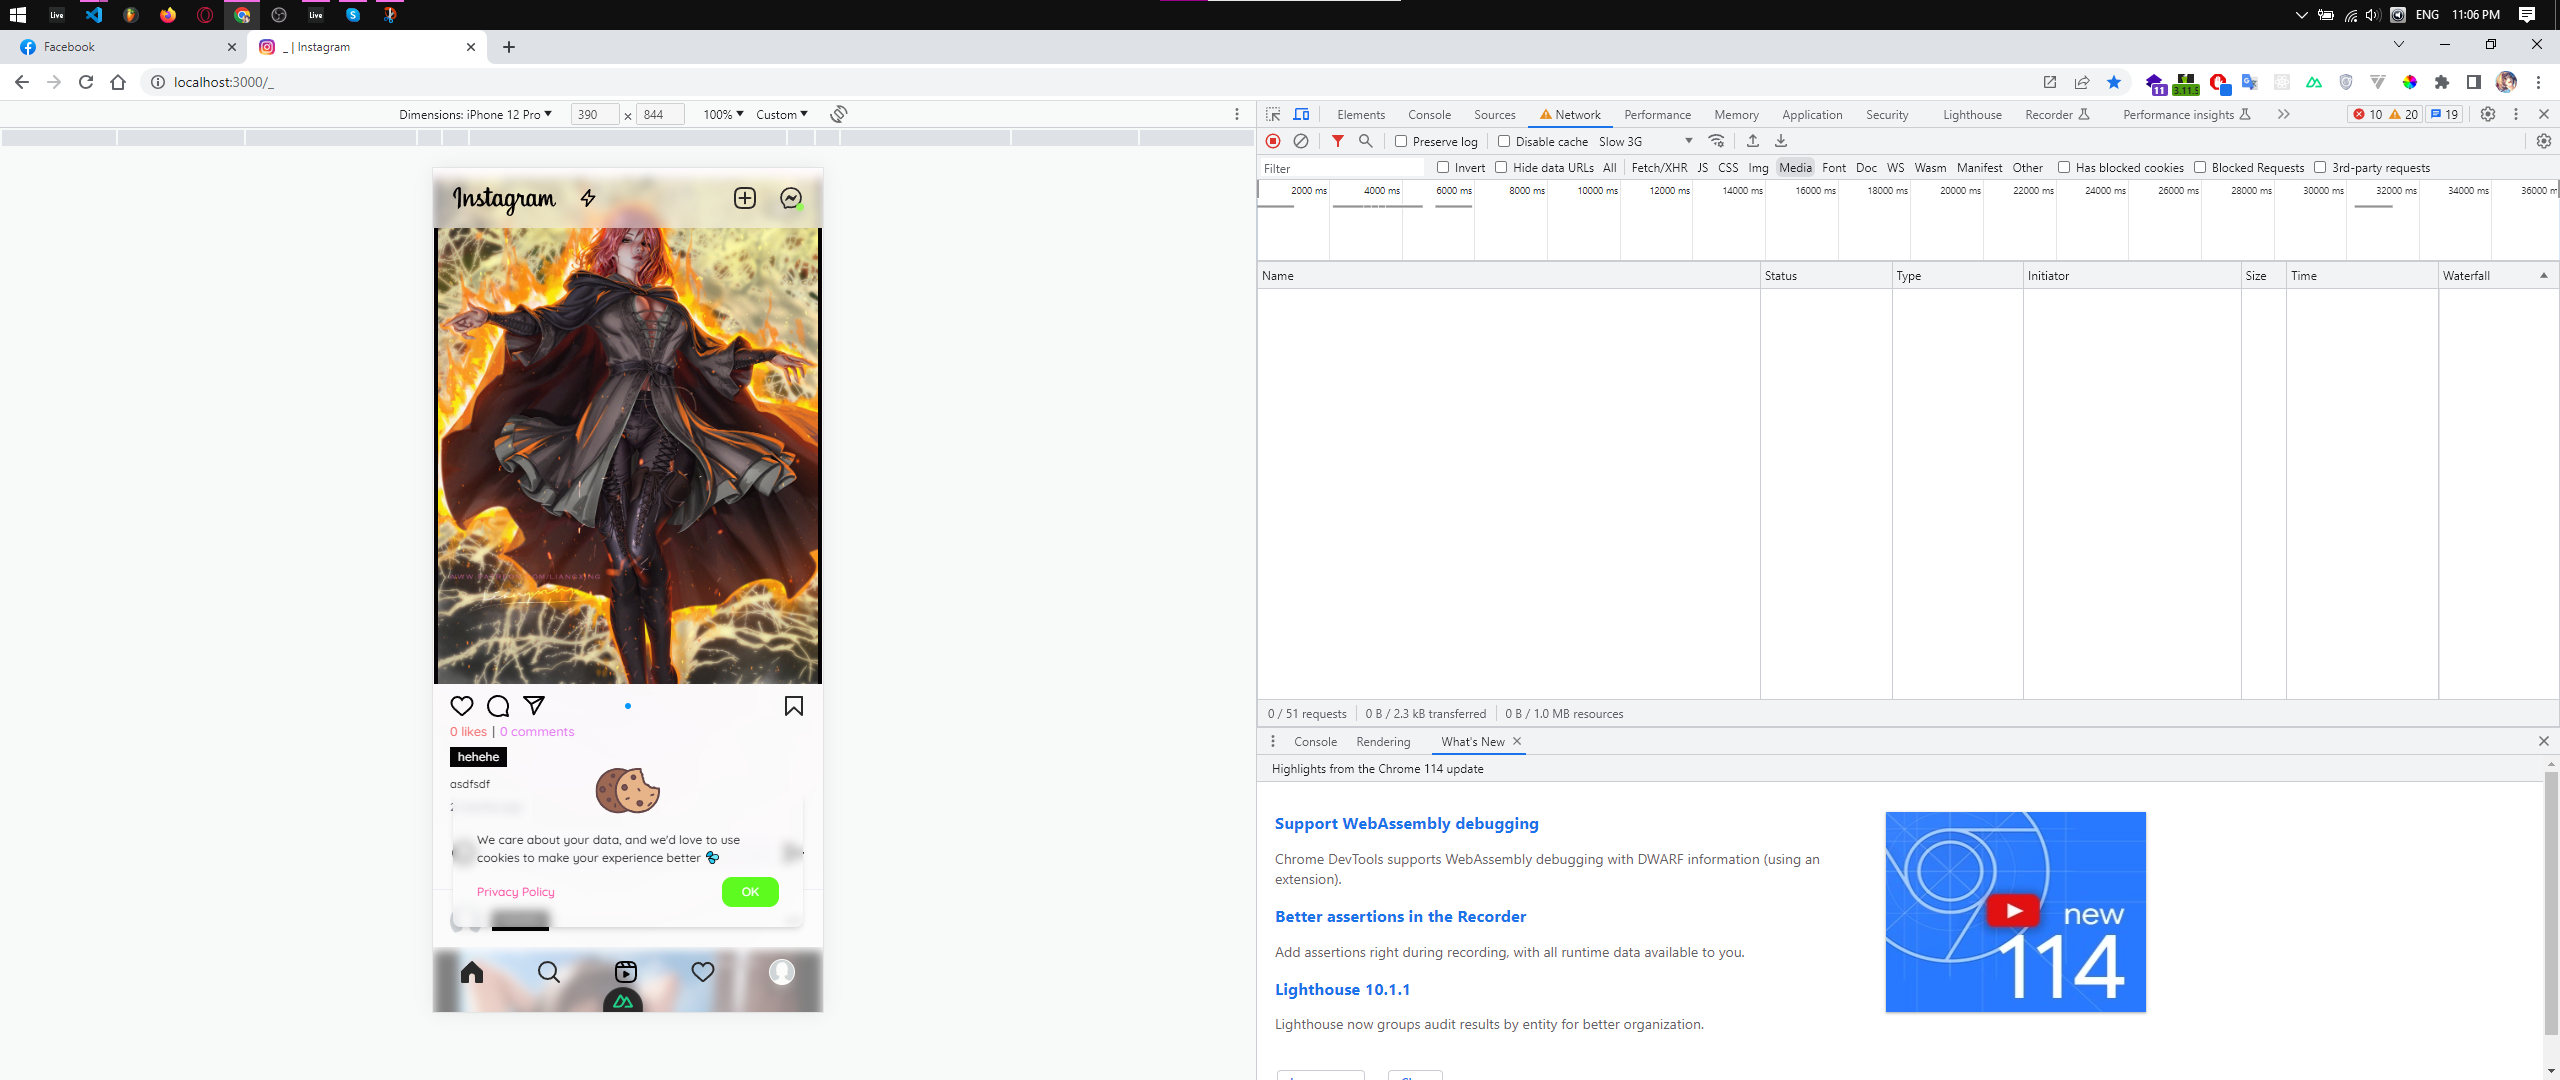 Live
Live
ENG
11:06 PM
Facebook
_ | Instagram
localhost:3000/_
11
3.11.5
Dimensions: iPhone 12 Pro
390
×
844
100%
Custom
Elements
Console
Sources
Network
Performance
Memory
Application
Security
Lighthouse
Recorder
Performance insights
10
20
19
Preserve log
Disable cache
Slow 3G
Filter
Invert
Hide data URLs
All
Fetch/XHR
JS
CSS
Img
Media
Font
Doc
WS
Wasm
Manifest
Other
Has blocked cookies
Blocked Requests
3rd-party requests
2000 ms
4000 ms
6000 ms
8000 ms
10000 ms
12000 ms
14000 ms
16000 ms
18000 ms
20000 ms
22000 ms
24000 ms
26000 ms
28000 ms
30000 ms
32000 ms
34000 ms
36000 m
Name
Status
Type
Initiator
Size
Time
Waterfall
0 / 51 requests
0 B / 2.3 kB transferred
0 B / 1.0 MB resources
Instagram
0 likes | 0 comments
hehehe
asdfsdf
We care about your data, and we'd love to use
cookies to make your experience better
Privacy Policy
OK
Console
Rendering
What's New
Highlights from the Chrome 114 update
Support WebAssembly debugging
Chrome DevTools supports WebAssembly debugging with DWARF information (using an
extension).
Better assertions in the Recorder
Add assertions right during recording, with all runtime data available to you.
Lighthouse 10.1.1
Lighthouse now groups audit results by entity for better organization.
new
114